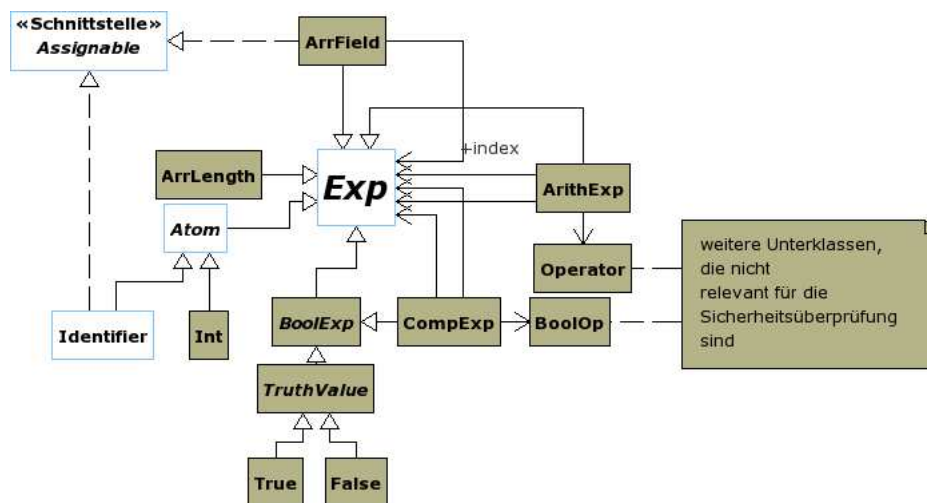 «Schnittstelle»
Assignable
ArrField
+index
ArrLength
Exp
ArithExp
Atom
Operator
weitere Unterklassen,
die nicht
relevant für die
Sicherheitsüberprüfung
sind
Identifier
Int
BoolExp
CompExp
BoolOp
TruthValue
True
False